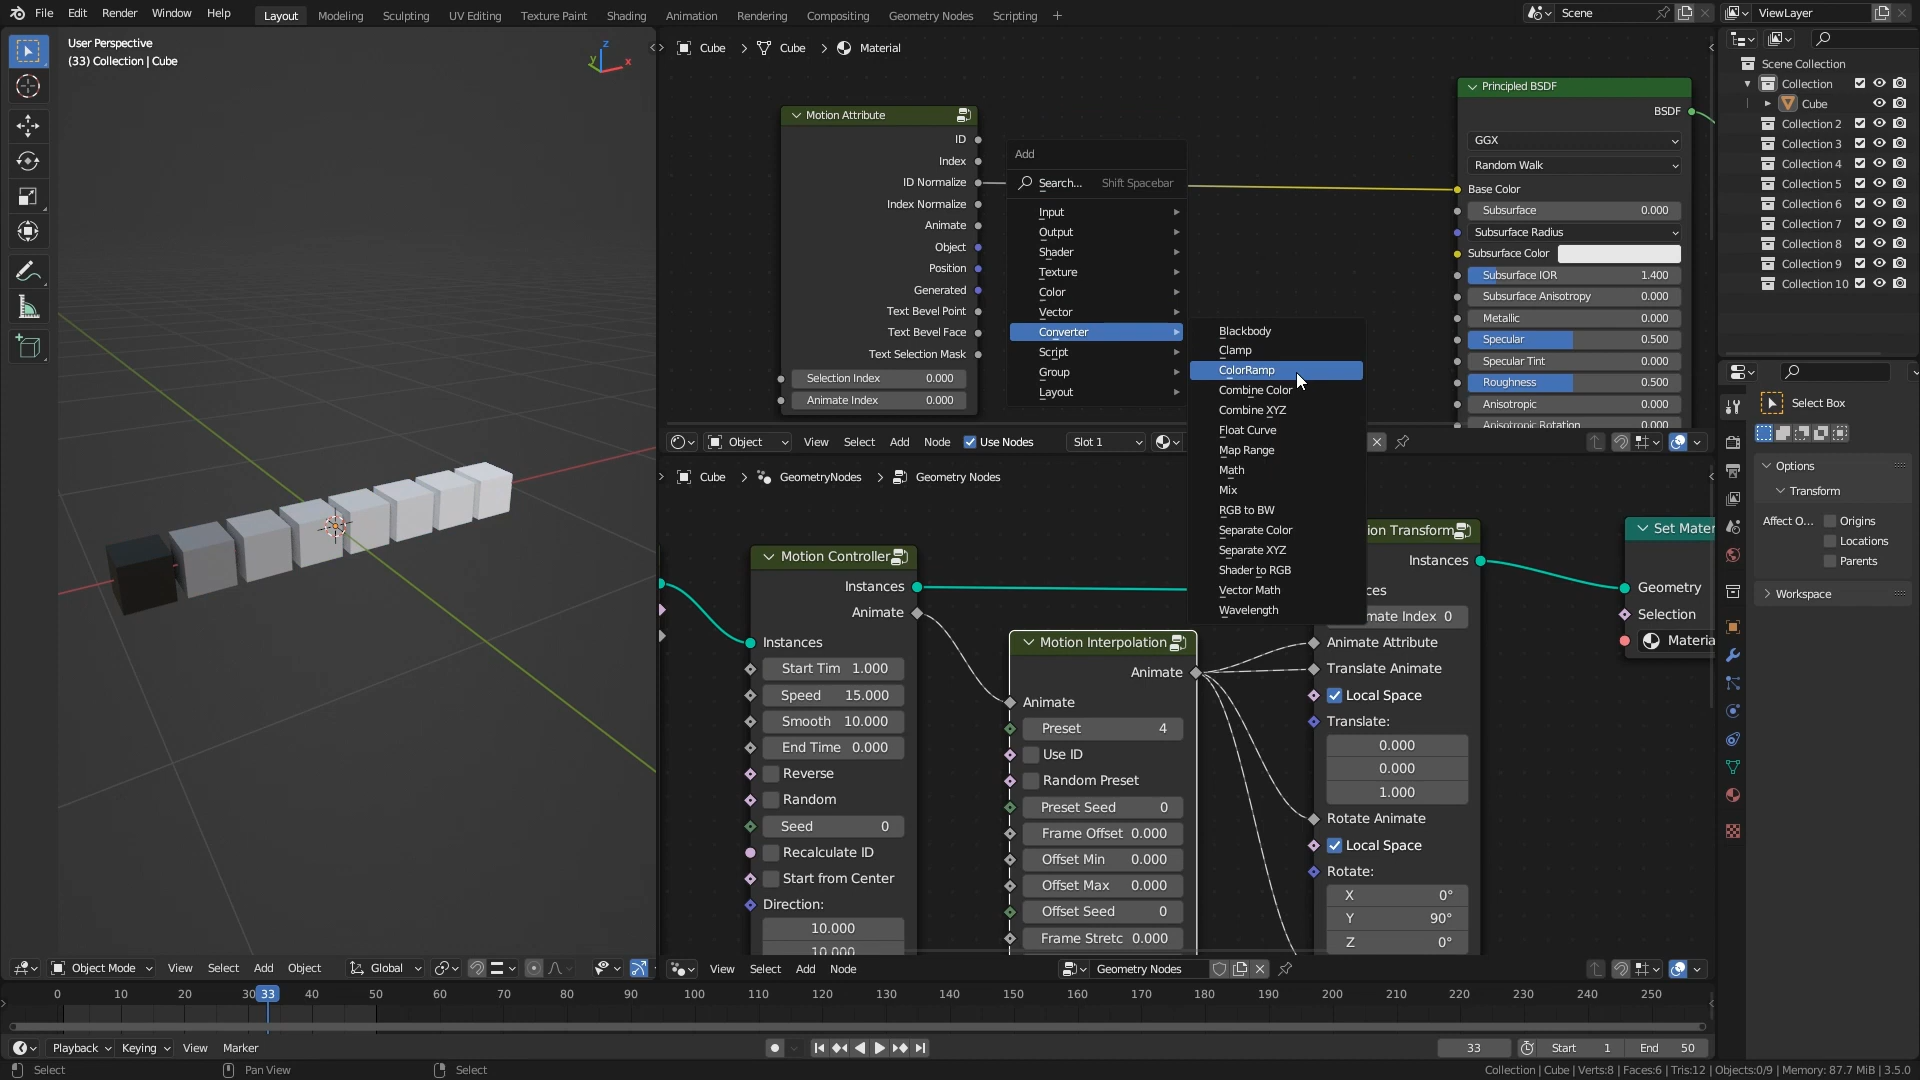 File Edit Render Window Help Layout Modeling Sculpting UV Editing Texture Paint Shading Animation Rendering Compositing Geometry Nodes Scripting + Scene ViewLayer
User Perspective
(33) Collection | Cube
z
y
x
Cube > Cube > Material
Motion Attribute
ID
Index
ID Normalize
Index Normalize
Animate
Object
Position
Generated
Text Bevel Point
Text Bevel Face
Text Selection Mask
Selection Index 0.000
Animate Index 0.000
Add
Search... Shift Spacebar
Input
Output
Shader
Texture
Color
Vector
Converter
Script
Group
Layout
Blackbody
Clamp
ColorRamp
Combine Color
Combine XYZ
Float Curve
Map Range
Math
Mix
RGB to BW
Separate Color
Separate XYZ
Shader to RGB
Vector Math
Wavelength
Principled BSDF
BSDF
GGX
Random Walk
Base Color
Subsurface 0.000
Subsurface Radius
Subsurface Color
Subsurface IOR 1.400
Subsurface Anisotropy 0.000
Metallic 0.000
Specular 0.500
Specular Tint 0.000
Roughness 0.500
Anisotropic 0.000
Anisotropic Rotation 0.000
Object View Select Add Node Use Nodes Slot 1
Cube > GeometryNodes > Geometry Nodes
Motion Controller
Instances
Animate
Instances
Start Tim 1.000
Speed 15.000
Smooth 10.000
End Time 0.000
Reverse
Random
Seed 0
Recalculate ID
Start from Center
Direction:
10.000
10.000
Motion Interpolation
Animate
Animate
Preset 4
Use ID
Random Preset
Preset Seed 0
Frame Offset 0.000
Offset Min 0.000
Offset Max 0.000
Offset Seed 0
Frame Stretc 0.000
ion Transform
Instances
ces
mate Index 0
Animate Attribute
Translate Animate
Local Space
Translate:
0.000
0.000
1.000
Rotate Animate
Local Space
Rotate:
X 0°
Y 90°
Z 0°
Set Mater
Geometry
Selection
Materia
Scene Collection
Collection
Cube
Collection 2
Collection 3
Collection 4
Collection 5
Collection 6
Collection 7
Collection 8
Collection 9
Collection 10
Select Box
Options
Transform
Affect O... Origins
Locations
Parents
Workspace
Object Mode View Select Add Object Global
View Select Add Node Geometry Nodes
0 10 20 30 33 40 50 60 70 80 90 100 110 120 130 140 150 160 170 180 190 200 210 220 230 240 250
Playback Keying View Marker 33 Start 1 End 50
Select Pan View Select Collection | Cube | Verts:8 | Faces:6 | Tris:12 | Objects:0/9 | Memory: 87.7 MiB | 3.5.0